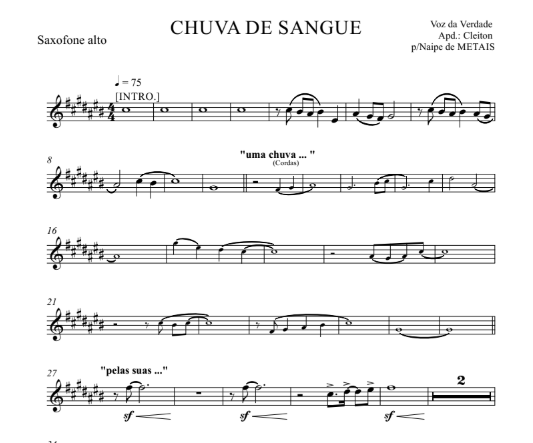 CHUVA DE SANGUE
Voz da Verdade
Apd.: Cleiton
p/Naipe de METAIS
Saxofone alto
♩ = 75
[INTRO.]
8
"uma chuva ... "
(Cordas)
16
21
27
"pelas suas ..."
2
sf
sf
sf